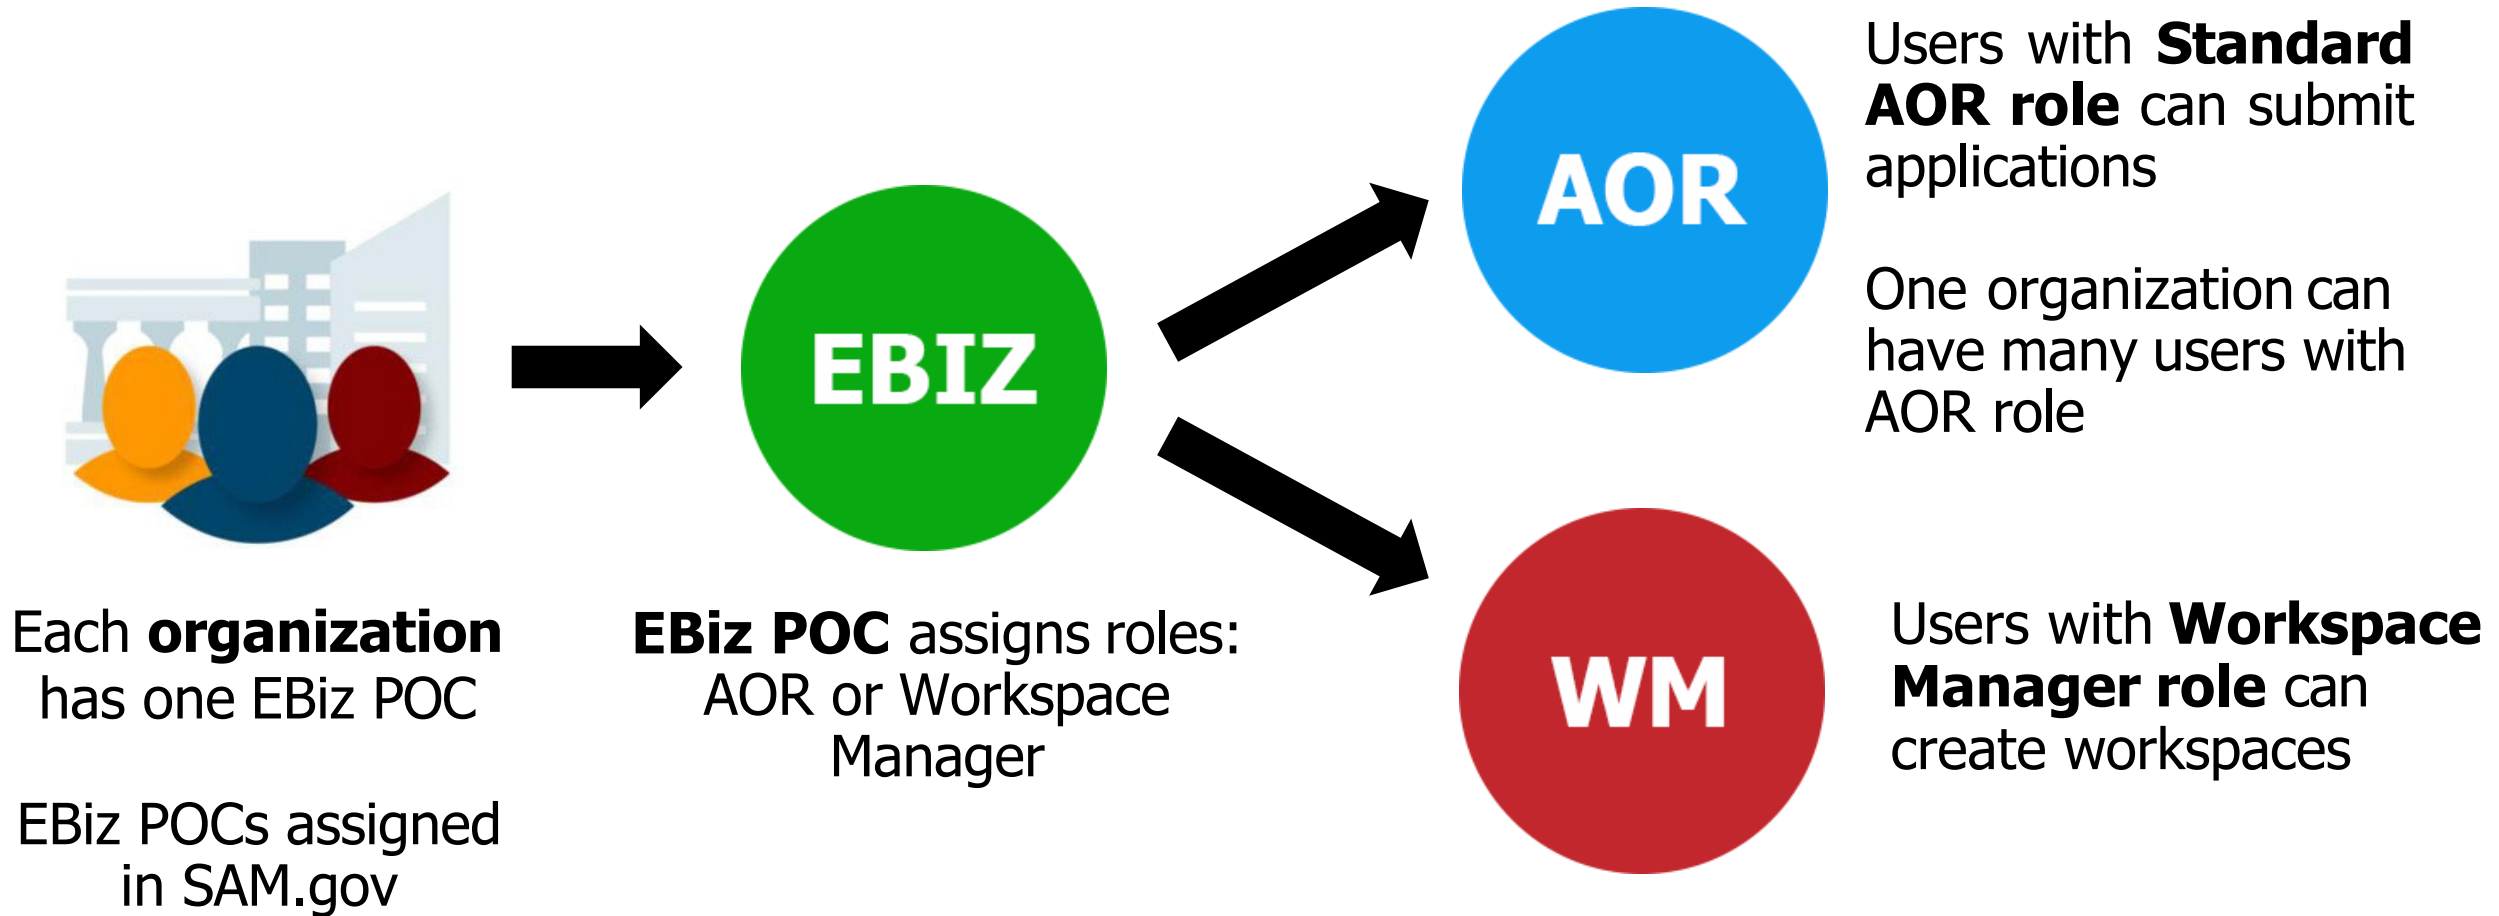 Each organization
has one EBiz POC
EBiz POCs assigned
in SAM.gov
EBIZ
EBiz POC assigns roles:
AOR or Workspace
Manager
AOR
Users with Standard
AOR role can submit
applications
One organization can
have many users with
AOR role
WM
Users with Workspace
Manager role can
create workspaces